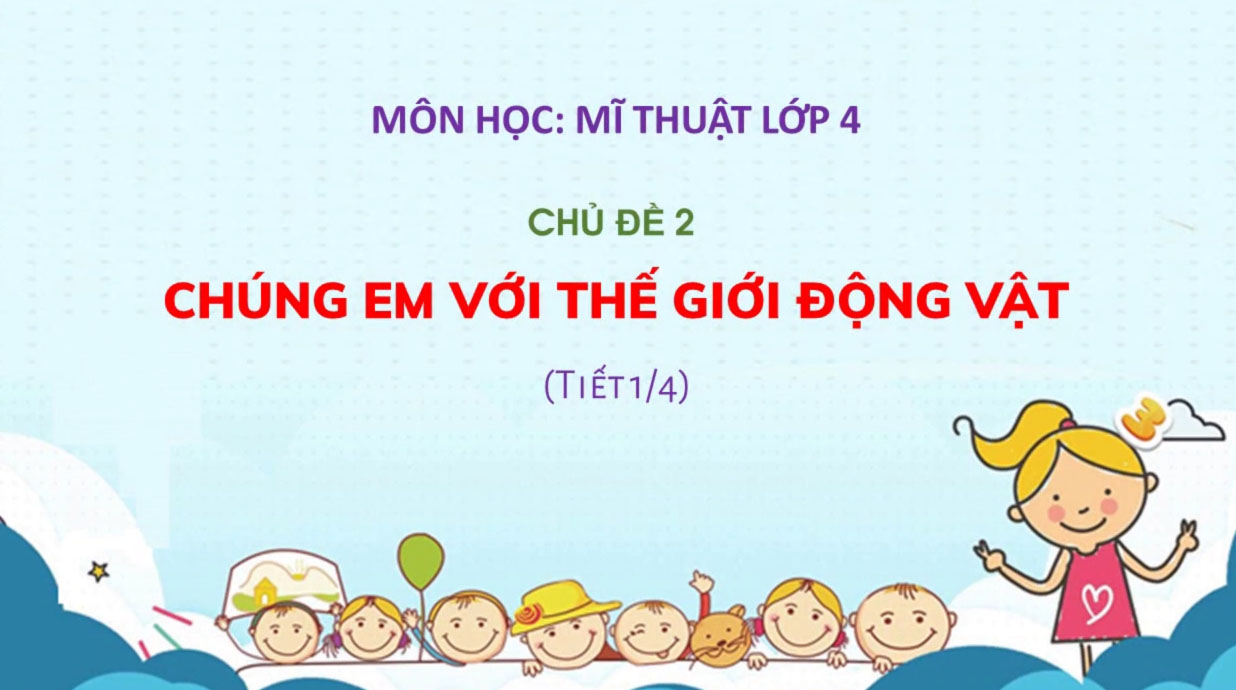 MÔN HỌC: MĨ THUẬT LỚP 4
CHỦ ĐỀ 2
CHÚNG EM VỚI THẾ GIỚI ĐỘNG VẬT
(TIẾT1/4)